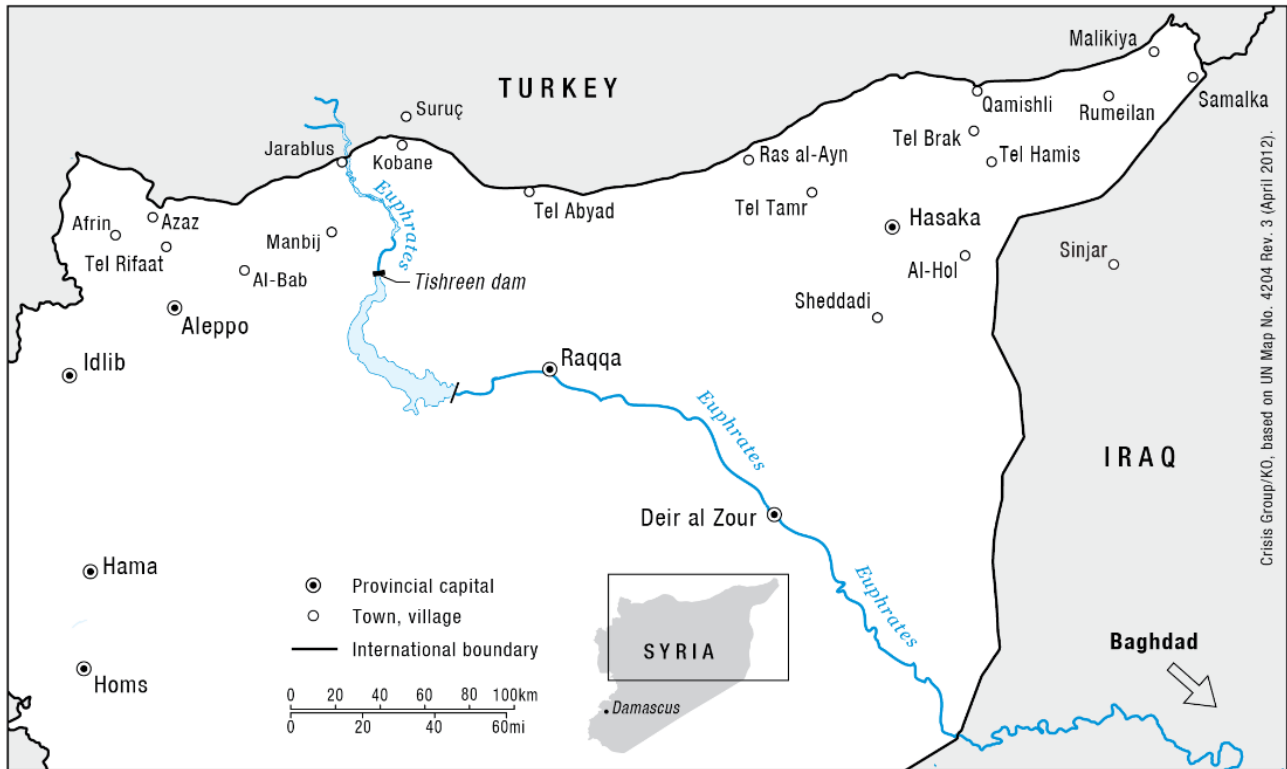 Malikiya
TURKEY
Qamishli
Samalka
Rumeilan
Suruç
Tel Brak
Jarablus
Kobane
Ras al-Ayn
Tel Hamis
Euphrates
Tel Abyad
Tel Tamr
Afrin
Azaz
Hasaka
Manbij
Tel Rifaat
Al-Hol
Sinjar
Al-Bab
Tishreen dam
Sheddadi
Aleppo
Idlib
Raqqa
Euphrates
IRAQ
Deir al Zour
Hama
Euphrates
Provincial capital
Town, village
International boundary
SYRIA
Baghdad
Homs
0 20 40 60 80 100km
0 20 40 60mi
Damascus
Crisis Group/KO, based on UN Map No. 4204 Rev. 3 (April 2012).